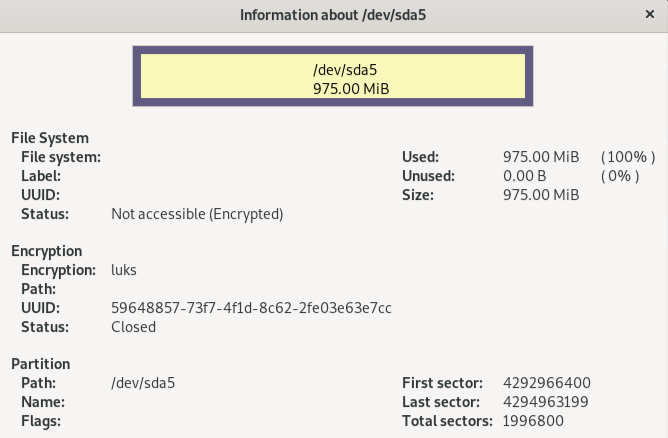 Information about /dev/sda5
/dev/sda5
975.00 MiB
File System
File system:
Used: 975.00 MiB ( 100% )
Label:
Unused: 0.00 B ( 0% )
UUID:
Size: 975.00 MiB
Status: Not accessible (Encrypted)
Encryption
Encryption: luks
Path:
UUID: 59648857-73f7-4f1d-8c62-2fe03e63e7cc
Status: Closed
Partition
Path: /dev/sda5
First sector: 4292966400
Name:
Last sector: 4294963199
Flags:
Total sectors: 1996800